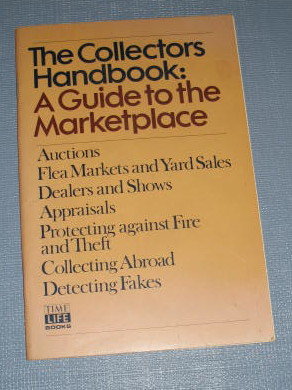 The Collectors
Handbook:
A Guide to the
Marketplace
Auctions
Flea Markets and Yard Sales
Dealers and Shows
Appraisals
Protecting against Fire
and Theft
Collecting Abroad
Detecting Fakes
TIME
LIFE
BOOKS